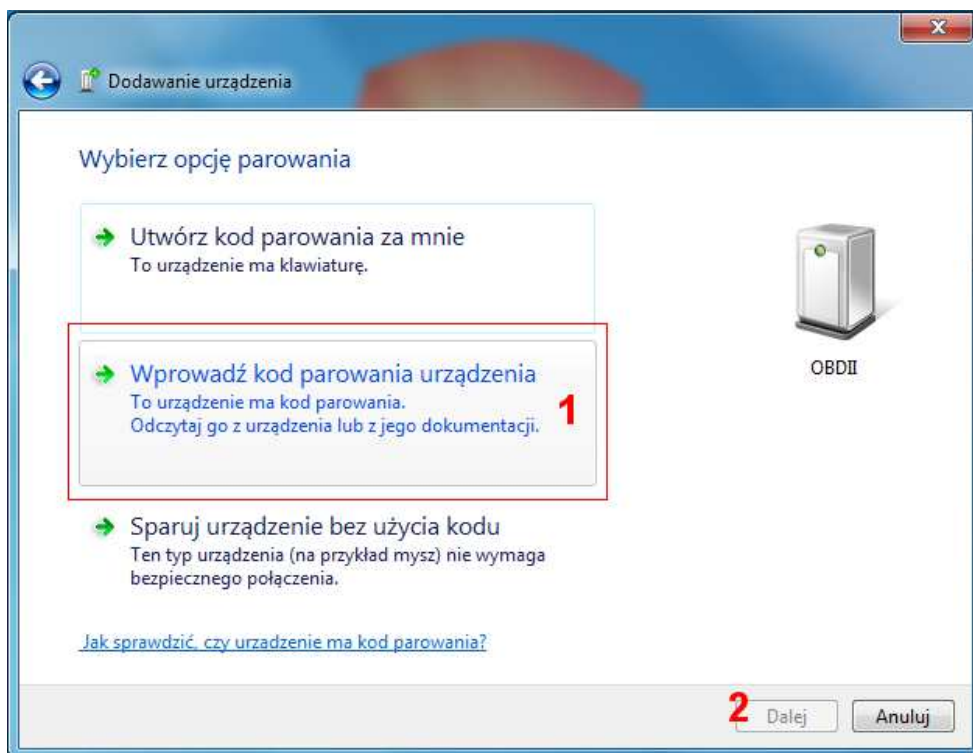 Dodawanie urządzenia
Wybierz opcję parowania
Utwórz kod parowania za mnie
To urządzenie ma klawiaturę.
OBDII
Wprowadź kod parowania urządzenia
To urządzenie ma kod parowania.
Odczytaj go z urządzenia lub z jego dokumentacji.
1
Sparuj urządzenie bez użycia kodu
Ten typ urządzenia (na przykład mysz) nie wymaga
bezpiecznego połączenia.
Jak sprawdzić, czy urządzenie ma kod parowania?
2
Dalej
Anuluj